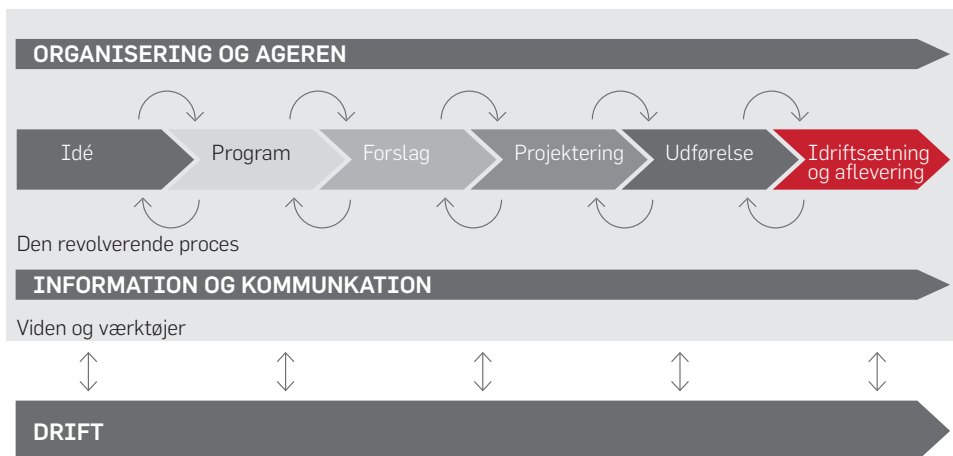 ORGANISERING OG AGEREN
Idé
Program
Forslag
Projektering
Udførelse
Idriftsætning
og aflevering
Den revolverende proces
INFORMATION OG KOMMUNKATION
Viden og værktøjer
DRIFT